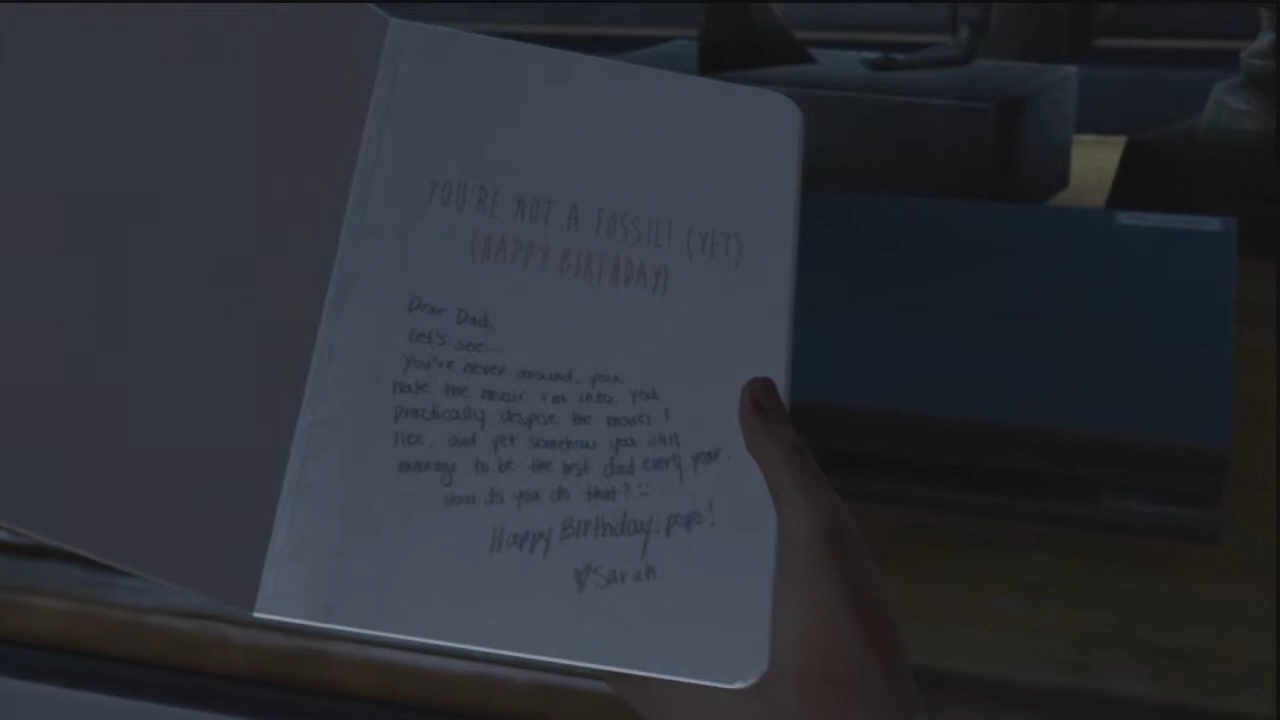 YOU'RE NOT A FOSSIL! (YET)
(HAPPY BIRTHDAY)
Dear Dad,
Let's see...
You're never around, you
hate the music I'm into, you
practically despise the movies I
like, and yet somehow you still
manage to be the best dad every year.
How do you do that? :)
Happy Birthday, papa!
♡Sarah.